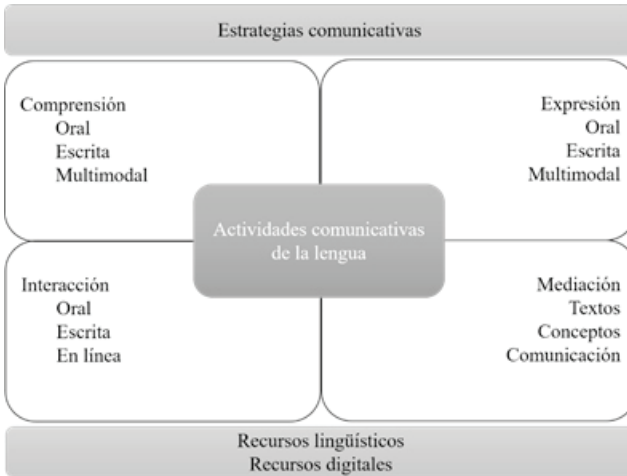 Estrategias comunicativas
Comprensión
Oral
Escrita
Multimodal
Expresión
Oral
Escrita
Multimodal
Actividades comunicativas
de la lengua
Interacción
Oral
Escrita
En línea
Mediación
Textos
Conceptos
Comunicación
Recursos lingüísticos
Recursos digitales